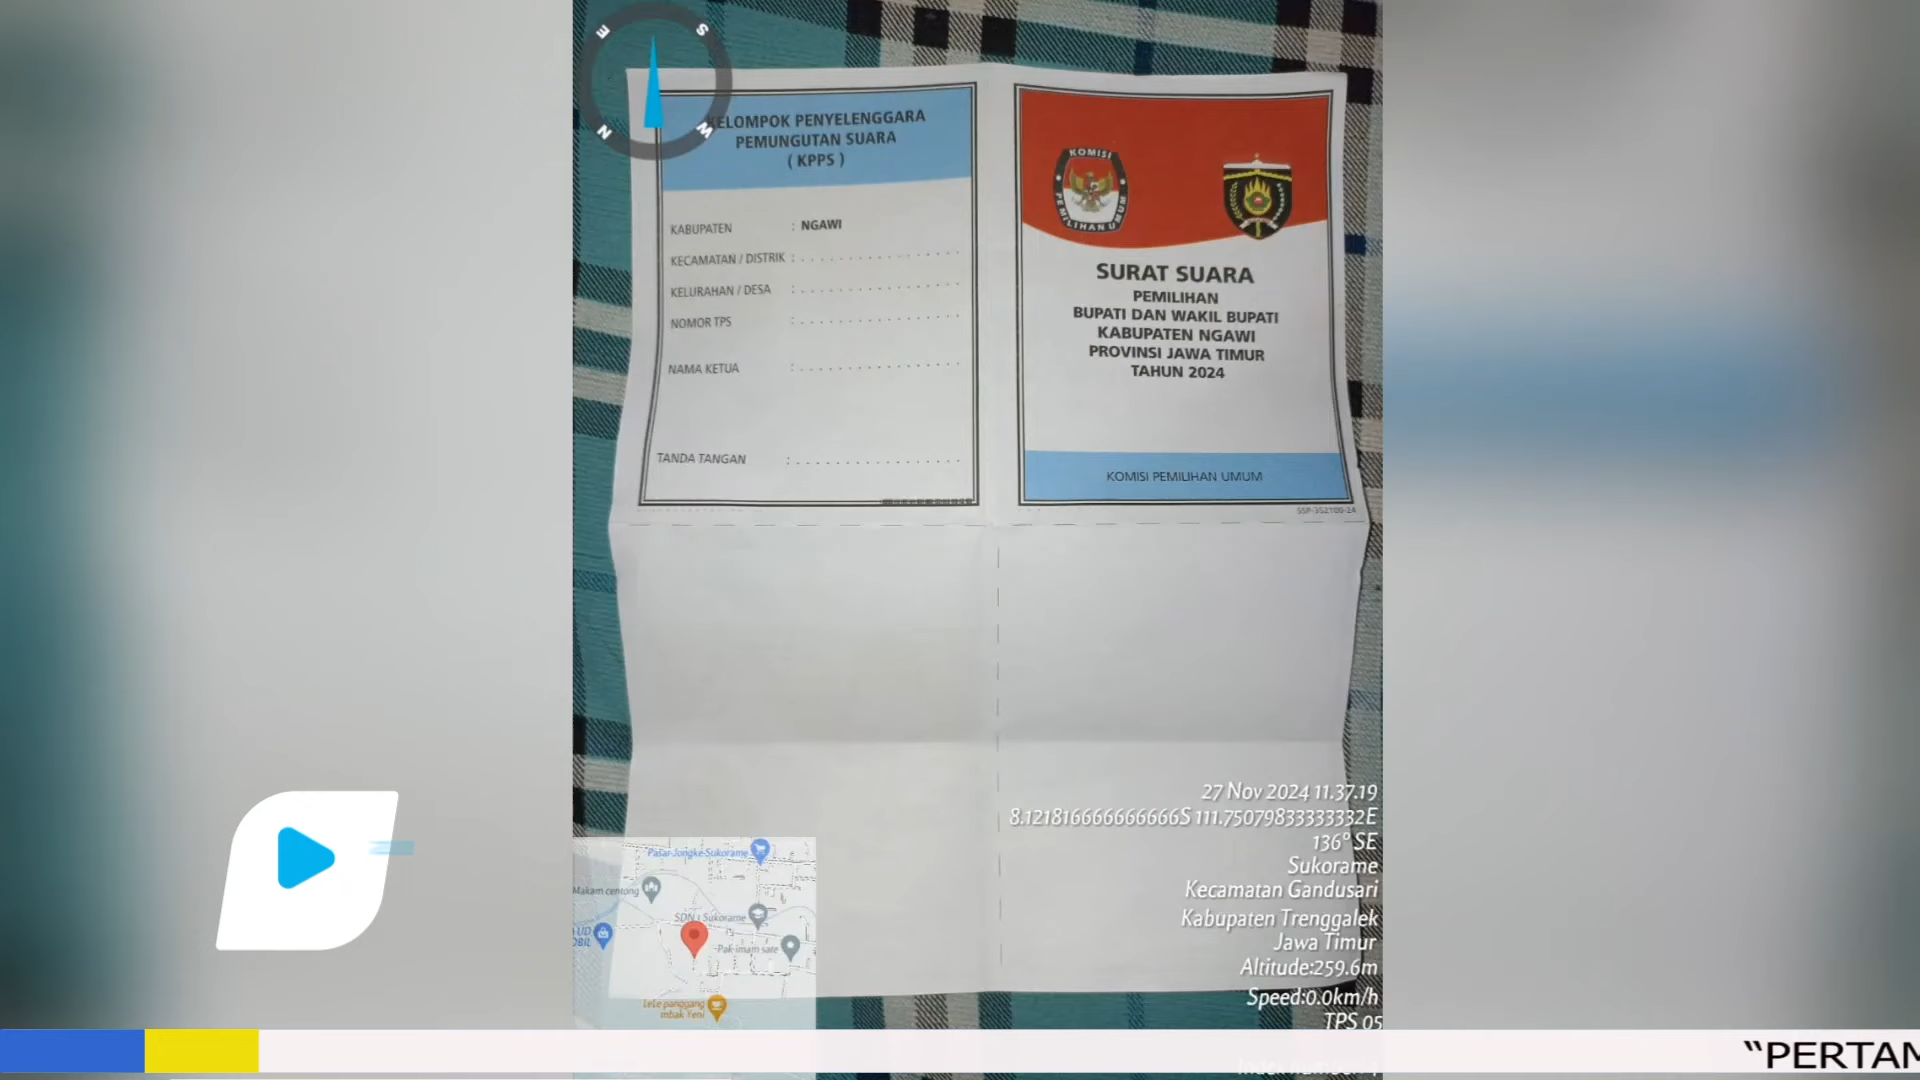 E
S
N
W
KELOMPOK PENYELENGGARA
PEMUNGUTAN SUARA
( KPPS )
KABUPATEN : NGAWI
KECAMATAN / DISTRIK : . . . . . . . . . . . . . . . .
KELURAHAN / DESA : . . . . . . . . . . . . . . . .
NOMOR TPS : . . . . . . . . . . . . . . . .
NAMA KETUA : . . . . . . . . . . . . . . . .
TANDA TANGAN : . . . . . . . . . . . . . . . .
KOMISI
PEMILIHAN UMUM
SURAT SUARA
PEMILIHAN
BUPATI DAN WAKIL BUPATI
KABUPATEN NGAWI
PROVINSI JAWA TIMUR
TAHUN 2024
KOMISI PEMILIHAN UMUM
27 Nov 2024 11.37.19
8.121816666666666S 111.75079833333332E
136° SE
Sukorame
Kecamatan Gandusari
Kabupaten Trenggalek
Jawa Timur
Altitude:259.6m
Speed:0.0km/h
TPS 05
Pasar Jongke Sukorame
Makam centong
SDN 1 Sukorame
Pak imam sate
LeLe panggang
mbak Yeni
“PERTAM